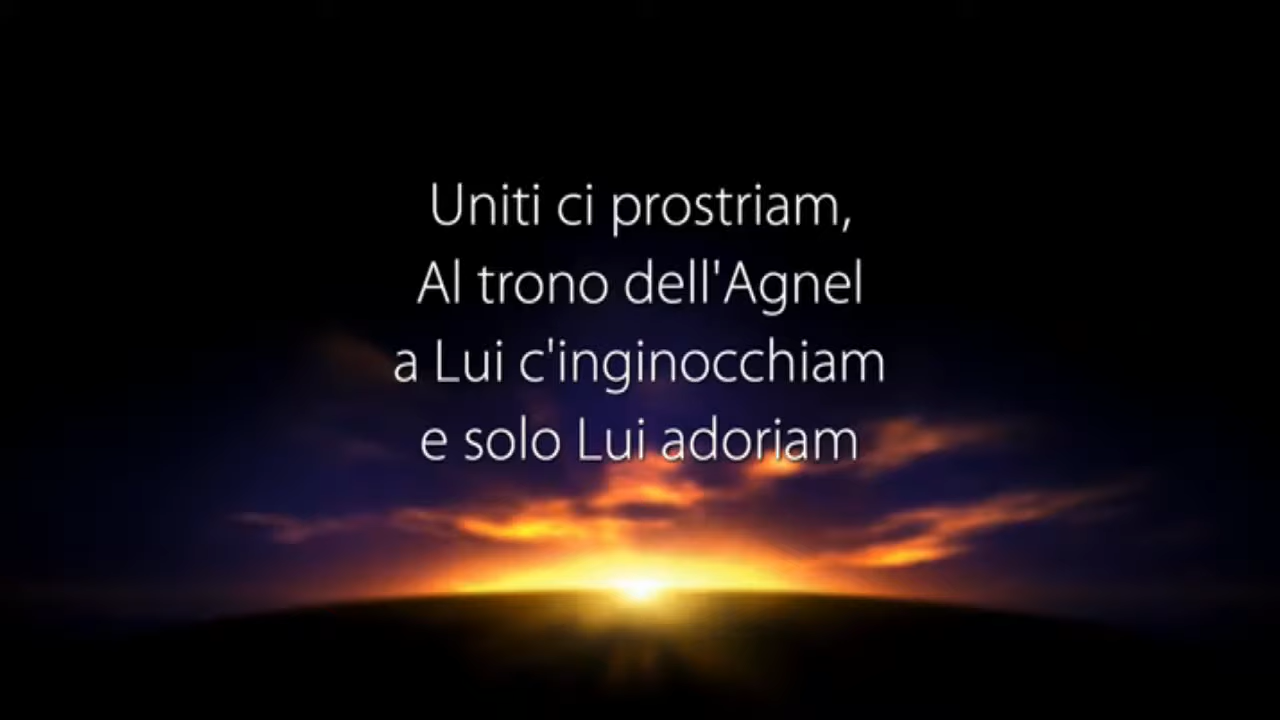 Uniti ci prostriam,
Al trono dell'Agnel
a Lui c'inginocchiam
e solo Lui adoriam